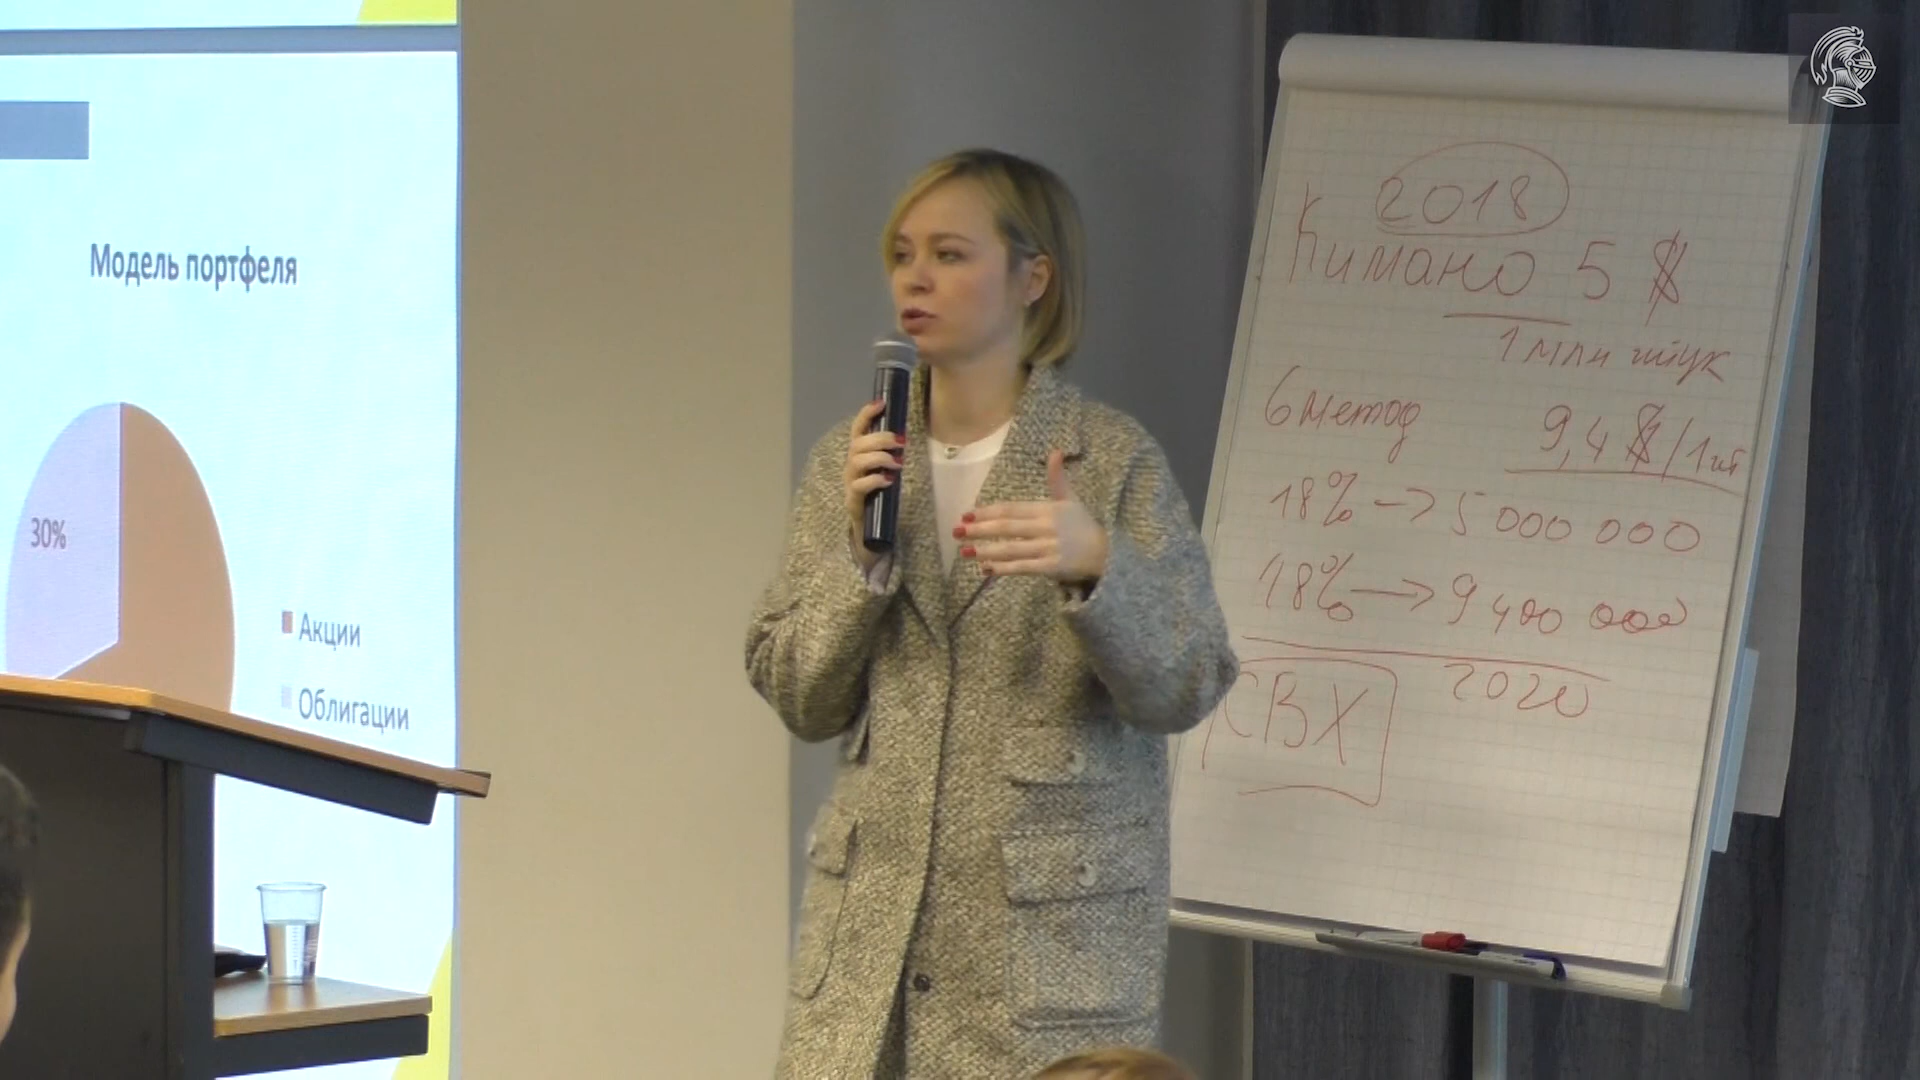 Модель портфеля
30%
Акции
Облигации
2018
Кимано 5 $
1 млн штук
6 метод
9,4 $/1шт
18% -> 5 000 000
18% -> 9 400 000
СВХ
2020